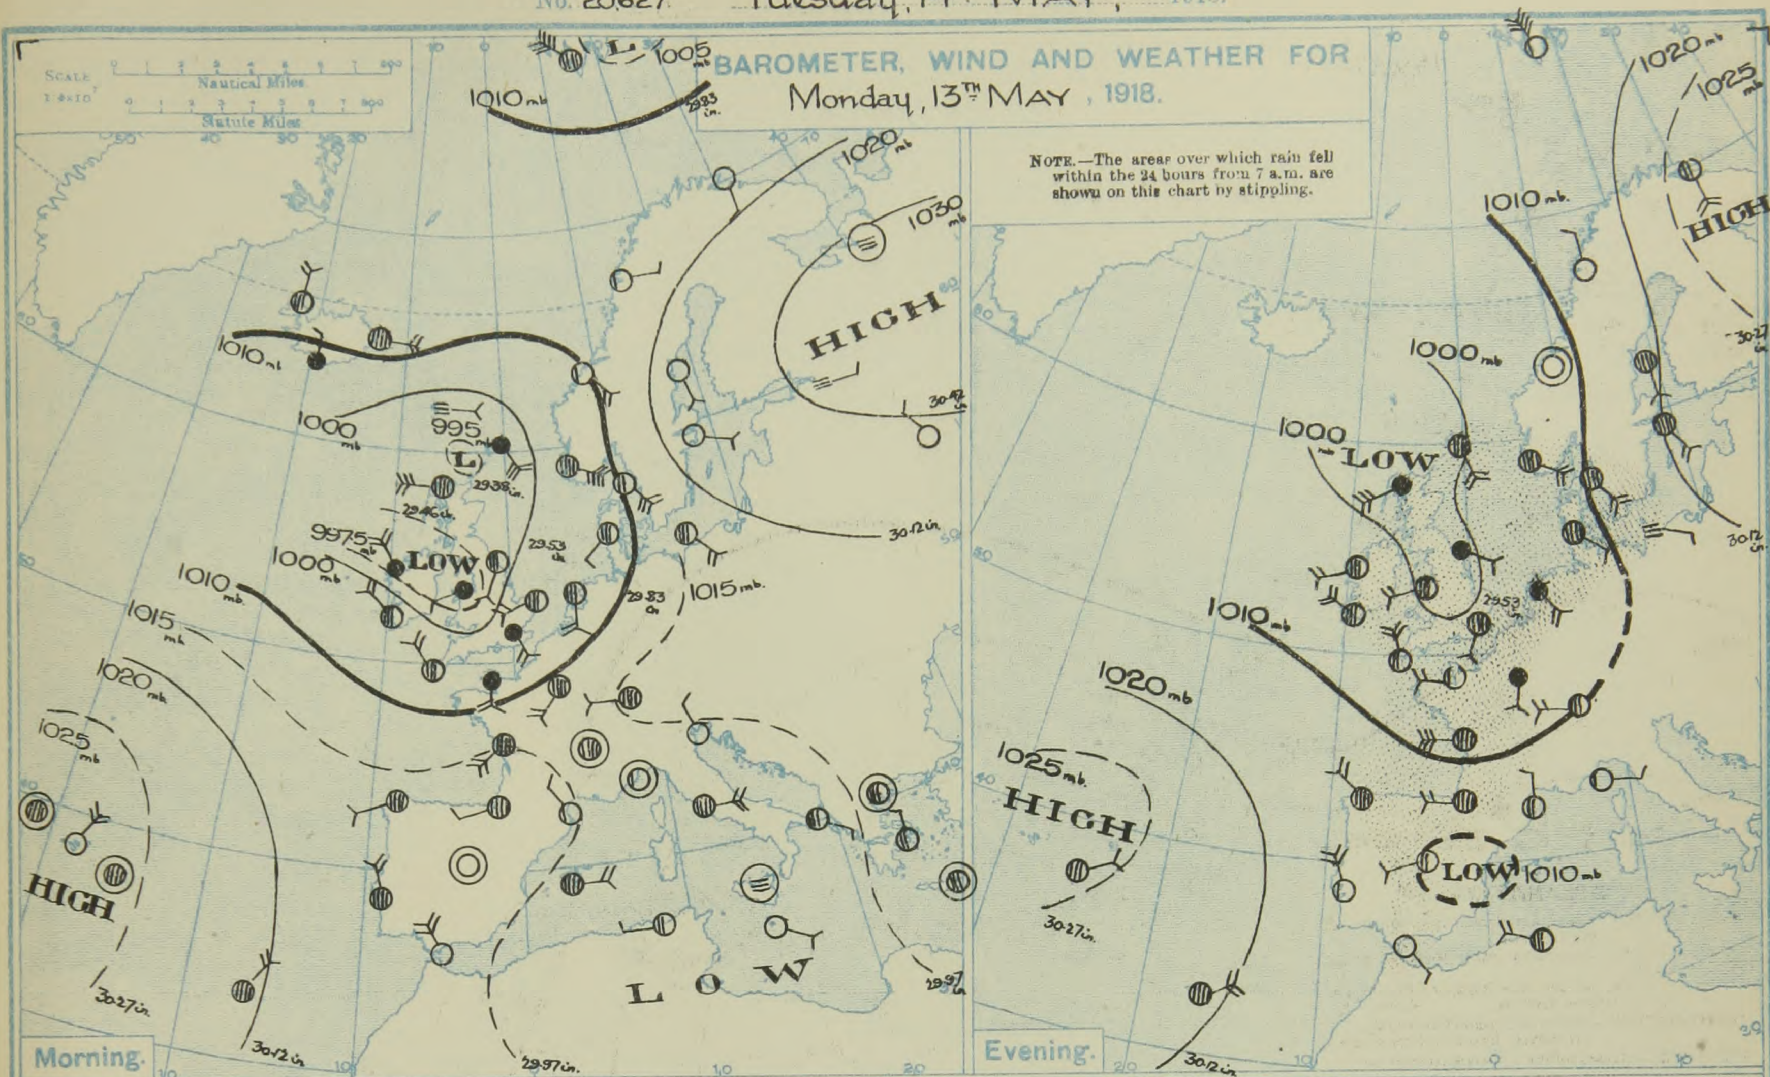 No. 20,627. Tuesday, 14TH MAY,
SCALE
Nautical Miles.
Statute Miles
BAROMETER, WIND AND WEATHER FOR
Monday, 13TH MAY, 1918.
NOTE.—The areas over which rain fell
within the 24 hours from 7 a.m. are
shown on this chart by stippling.
L
1005 mb
1010 mb
29.83 in.
1020 mb
1030 mb
HIGH
30.42 in
1010 mb
1000 mb
995 mb
L
29.38 in.
29.46 in.
997.5 mb
LOW
29.53 in
1000 mb
30.12 in.
1010 mb.
29.83 in
1015 mb.
1015 mb
1020 mb
1025 mb
HIGH
30.27 in.
30.12 in
LOW
29.97 in
29.97 in.
Morning.
1020 mb
1025 mb
1010 mb.
HIGH
30.27 in
1000 mb
1000 mb
LOW
30.12 in
29.53 in
1010 mb
1020 mb
1025 mb.
HIGH
LOW 1010 mb
30.27 in.
30.12 in.
Evening.